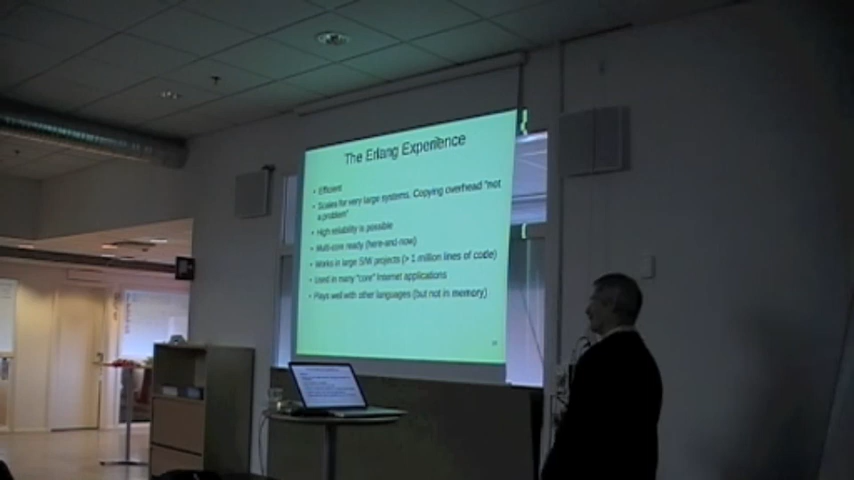 The Erlang Experience
• Efficient
• Scales for very large systems. Copying overhead "not
a problem"
• High reliability is possible
• Multi-core ready (here-and-now)
• Works in large S/W projects (> 1 million lines of code)
• Used in many "core" Internet applications
• Plays well with other languages (but not in memory)